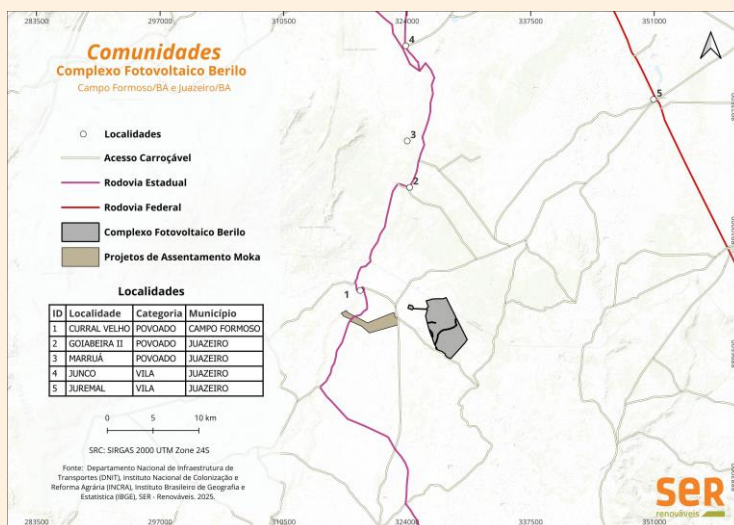 283500 297000 310500 324000 337500 351000
Comunidades
Complexo Fotovoltaico Berilo
Campo Formoso/BA e Juazeiro/BA
Localidades
Acesso Carroçável
Rodovia Estadual
Rodovia Federal
Complexo Fotovoltaico Berilo
Projetos de Assentamento Moka
Localidades
ID Localidade Categoria Município
1 CURRAL VELHO POVOADO CAMPO FORMOSO
2 GOIABEIRA II POVOADO JUAZEIRO
3 MARRUÁ POVOADO JUAZEIRO
4 JUNCO VILA JUAZEIRO
5 JUREMAL VILA JUAZEIRO
0 5 10 km
SRC: SIRGAS 2000 UTM Zone 24S
Fonte: Departamento Nacional de Infraestrutura de
Transportes (DNIT), Instituto Nacional de Colonização e
Reforma Agrária (INCRA), Instituto Brasileiro de Geografia e
Estatística (IBGE), SER - Renováveis. 2025.
4
5
3
2
1
SER
renováveis
283500 297000 310500 324000 337500 351000